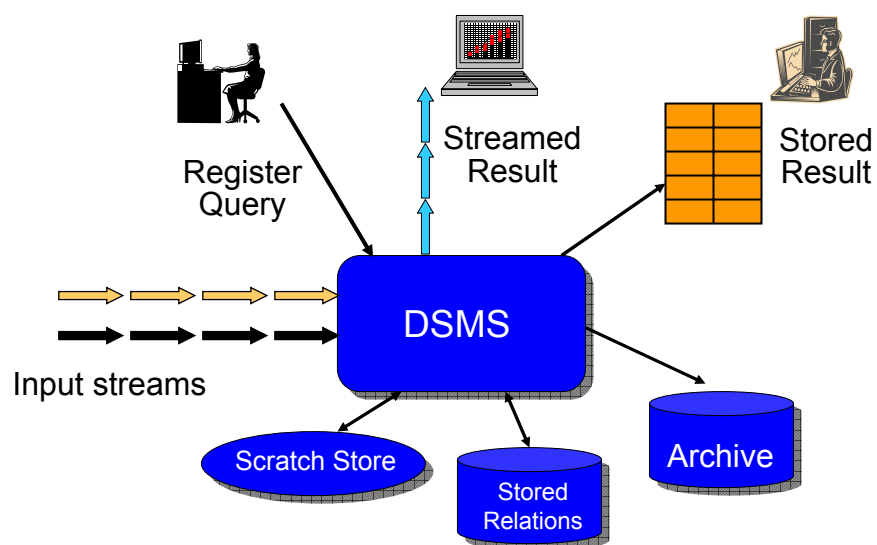 Register
Query
Streamed
Result
Stored
Result
DSMS
Input streams
Scratch Store
Stored
Relations
Archive